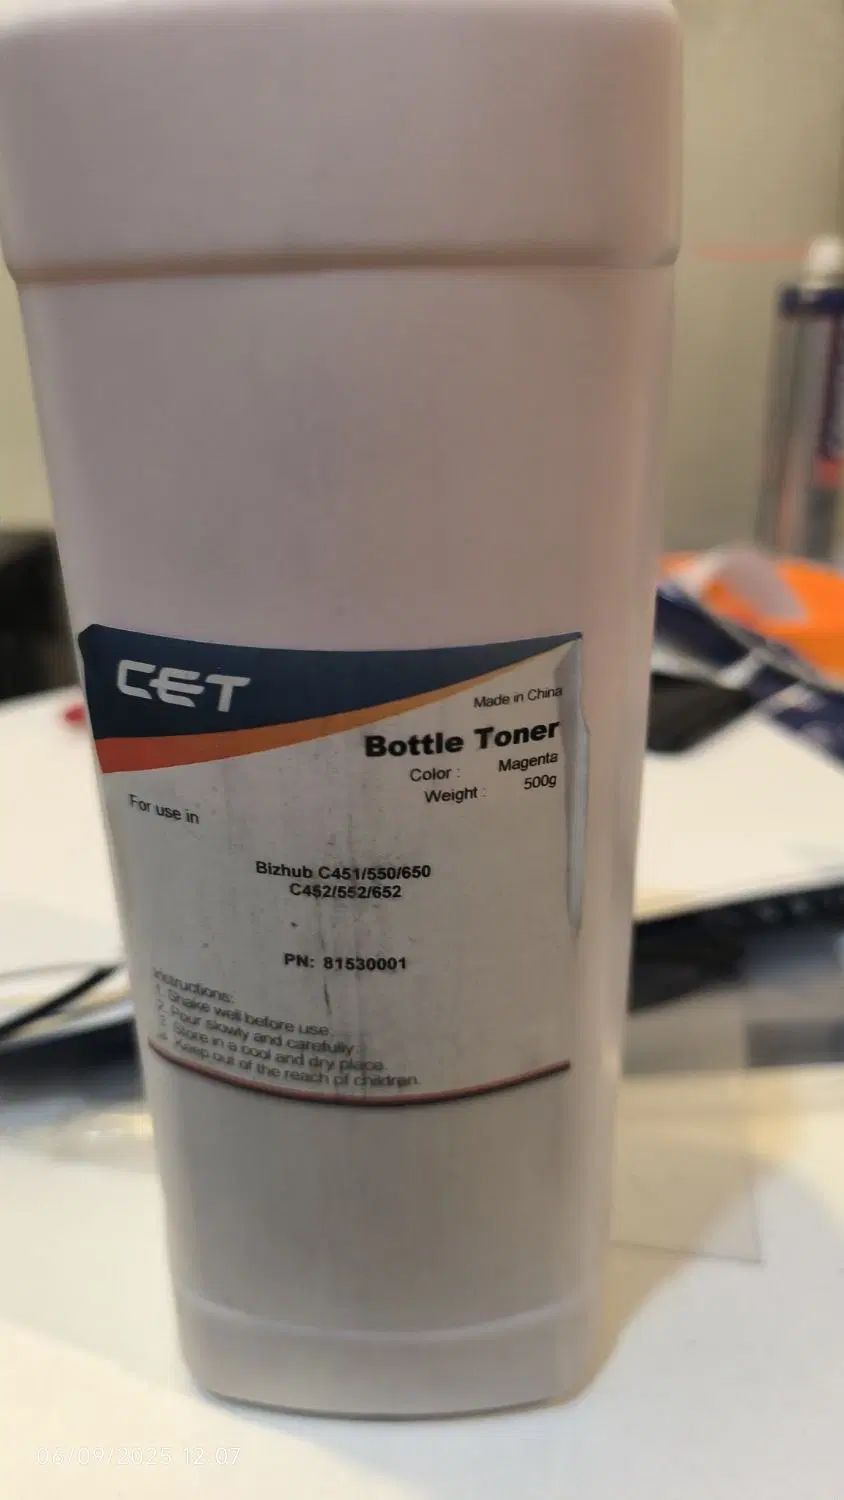 CET
Made in China
Bottle Toner
Color : Magenta
Weight : 500g
For use in
Bizhub C451/550/650
C452/552/652
PN: 81530001
Instructions:
1. Shake well before use.
2. Pour slowly and carefully.
3. Store in a cool and dry place.
4. Keep out of the reach of children.
06/09/2025 12:07